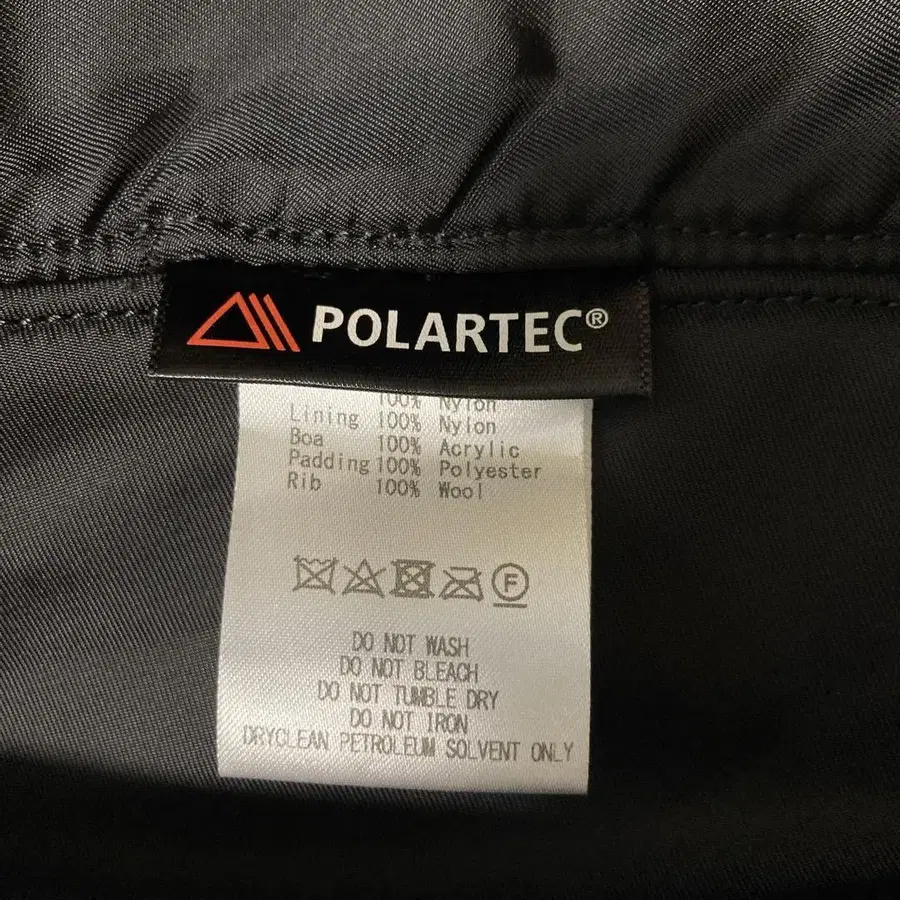 POLARTEC®
100% Nylon
Lining 100% Nylon
Boa 100% Acrylic
Padding 100% Polyester
Rib 100% Wool
F
DO NOT WASH
DO NOT BLEACH
DO NOT TUMBLE DRY
DO NOT IRON
DRYCLEAN PETROLEUM SOLVENT ONLY